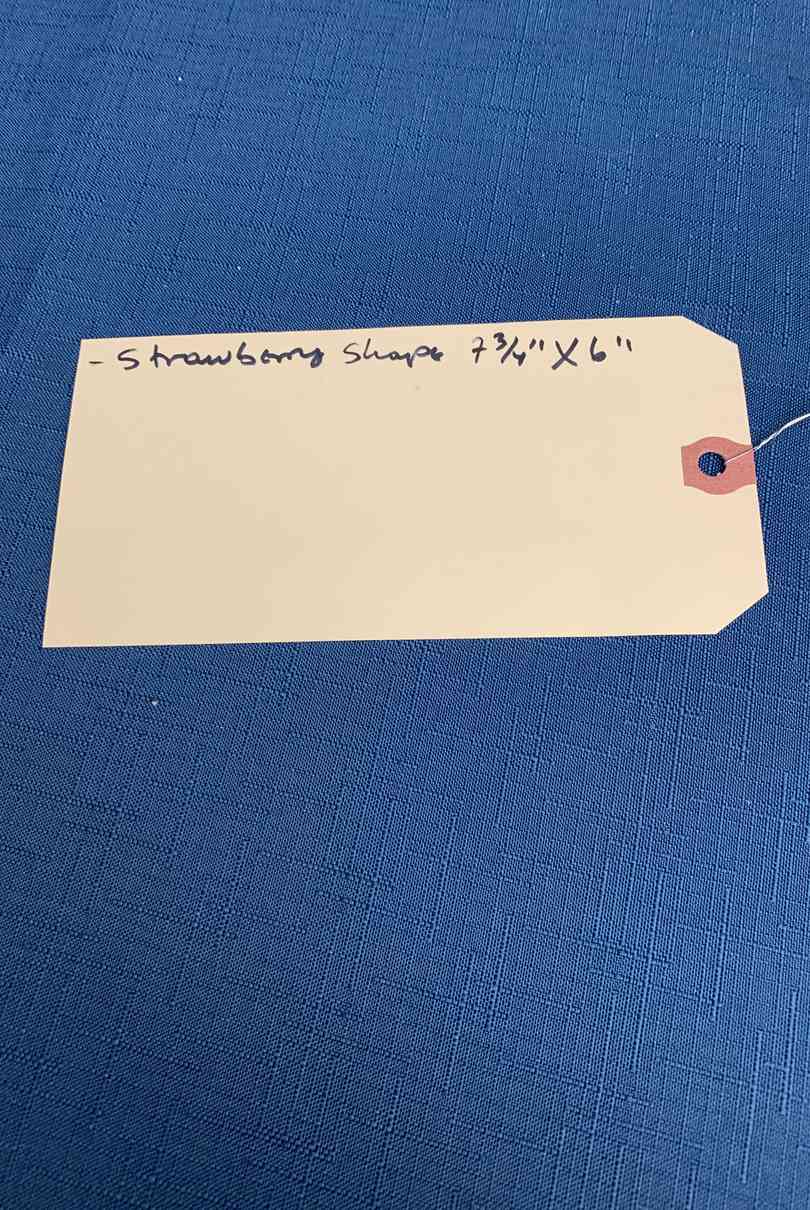 - Strawberry Shape 7 3/4" X 6"